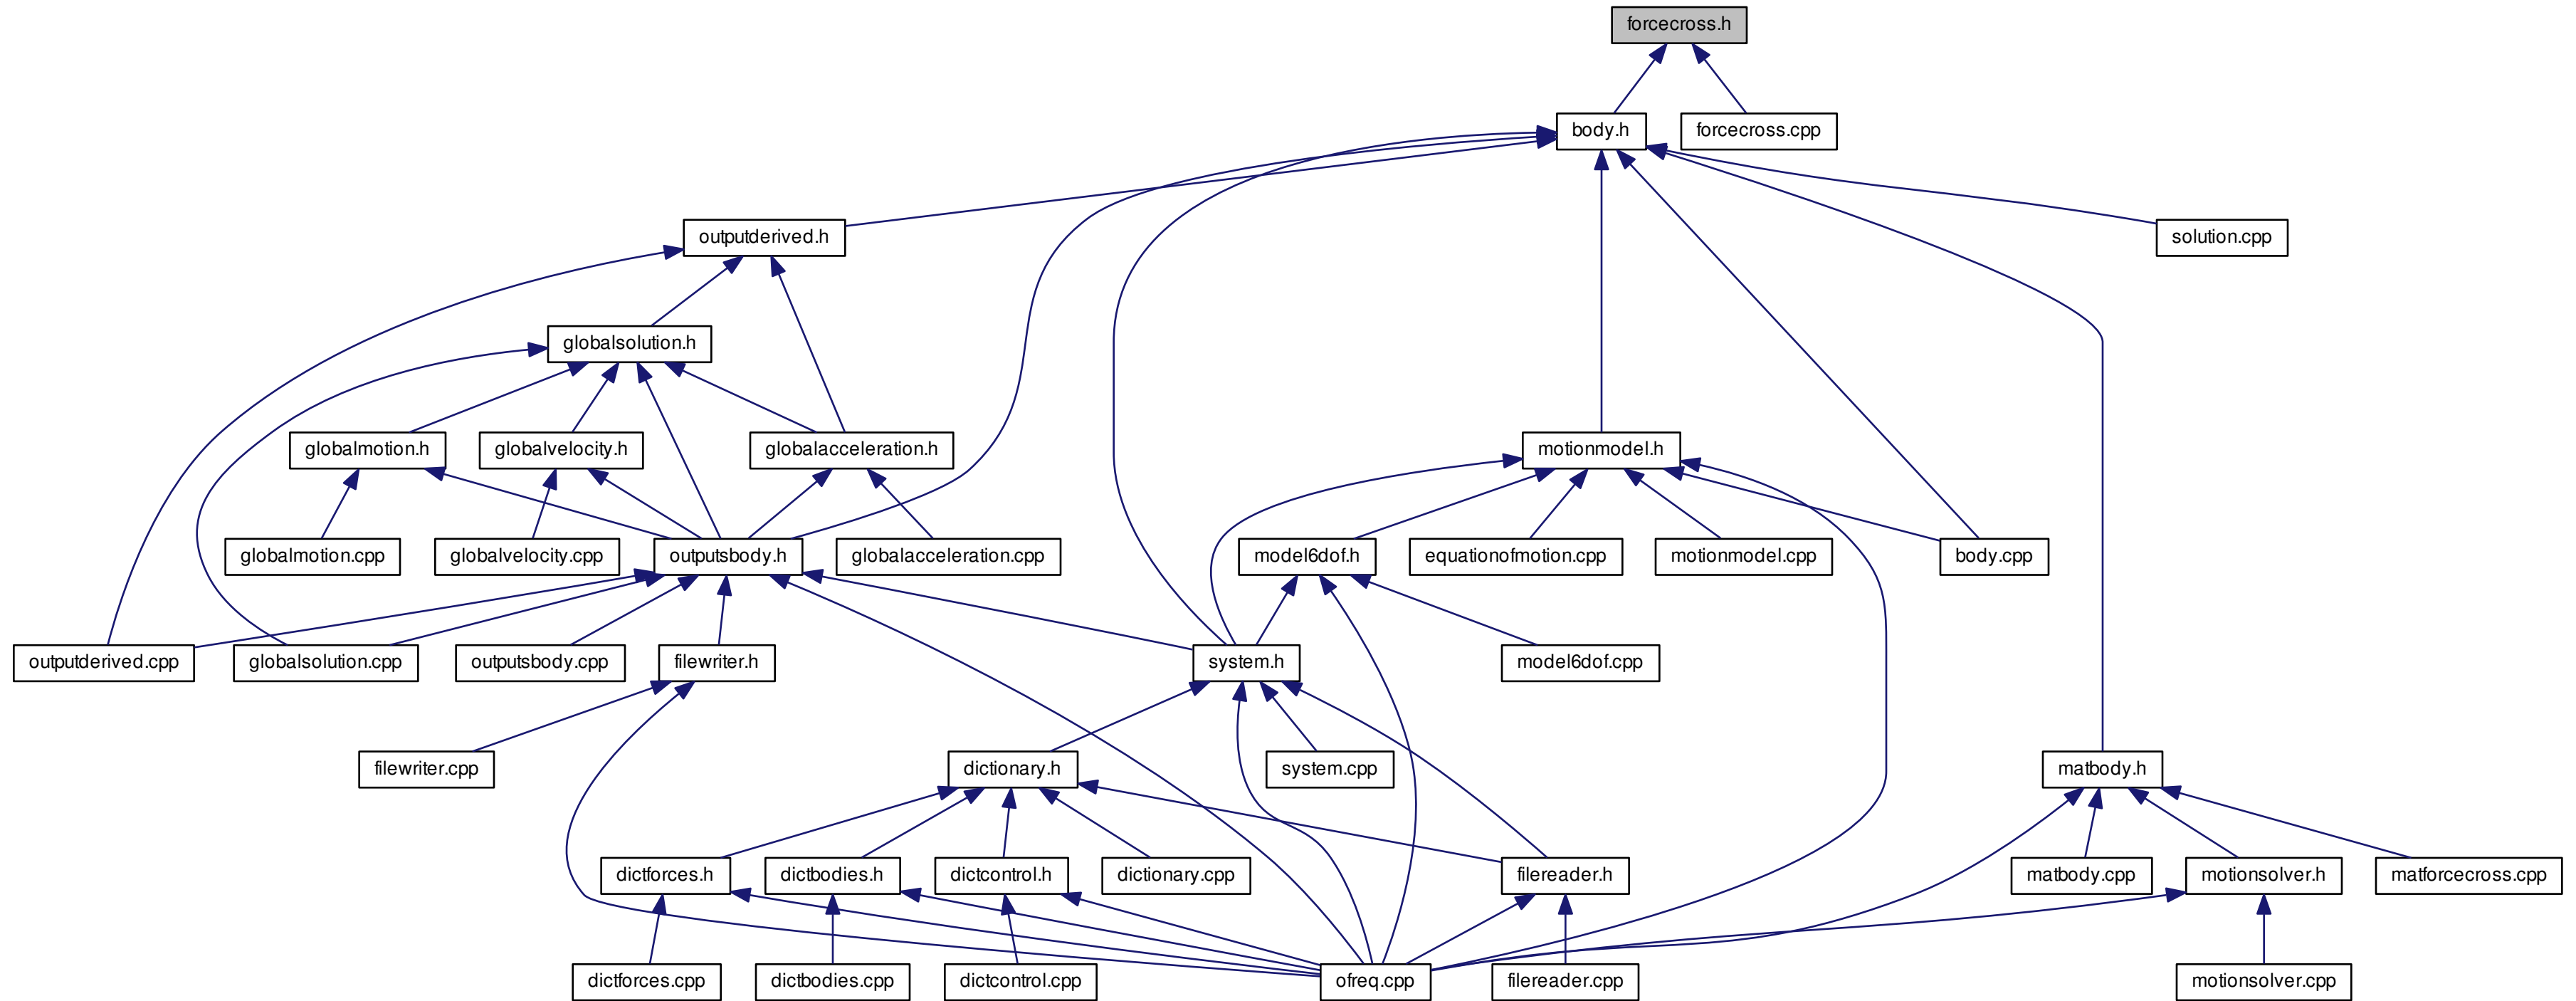 forcecross.h
body.h
forcecross.cpp
outputderived.h
solution.cpp
globalsolution.h
globalmotion.h
globalvelocity.h
globalacceleration.h
motionmodel.h
globalmotion.cpp
globalvelocity.cpp
outputsbody.h
globalacceleration.cpp
model6dof.h
equationofmotion.cpp
motionmodel.cpp
body.cpp
outputderived.cpp
globalsolution.cpp
outputsbody.cpp
filewriter.h
system.h
model6dof.cpp
filewriter.cpp
dictionary.h
system.cpp
matbody.h
dictforces.h
dictbodies.h
dictcontrol.h
dictionary.cpp
filereader.h
matbody.cpp
motionsolver.h
matforcecross.cpp
dictforces.cpp
dictbodies.cpp
dictcontrol.cpp
ofreq.cpp
filereader.cpp
motionsolver.cpp